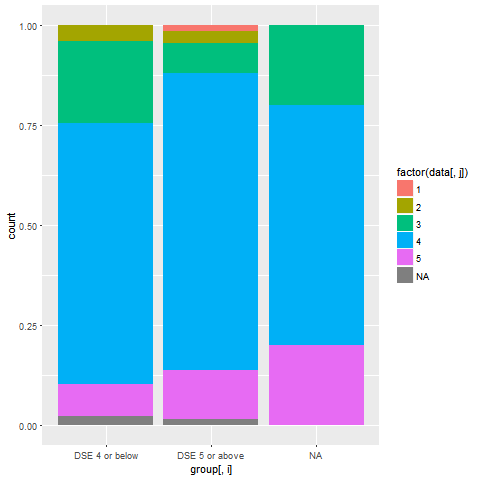 1.00
0.75
0.50
0.25
0.00
count
DSE 4 or below
DSE 5 or above
NA
group[, i]
factor(data[, j])
1
2
3
4
5
NA